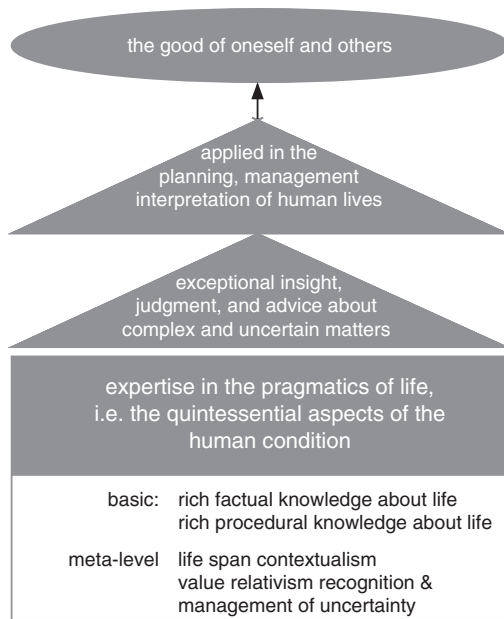 the good of oneself and others
applied in the
planning, management
interpretation of human lives
exceptional insight,
judgment, and advice about
complex and uncertain matters
expertise in the pragmatics of life,
i.e. the quintessential aspects of the
human condition
basic: rich factual knowledge about life
rich procedural knowledge about life
meta-level life span contextualism
value relativism recognition &
management of uncertainty